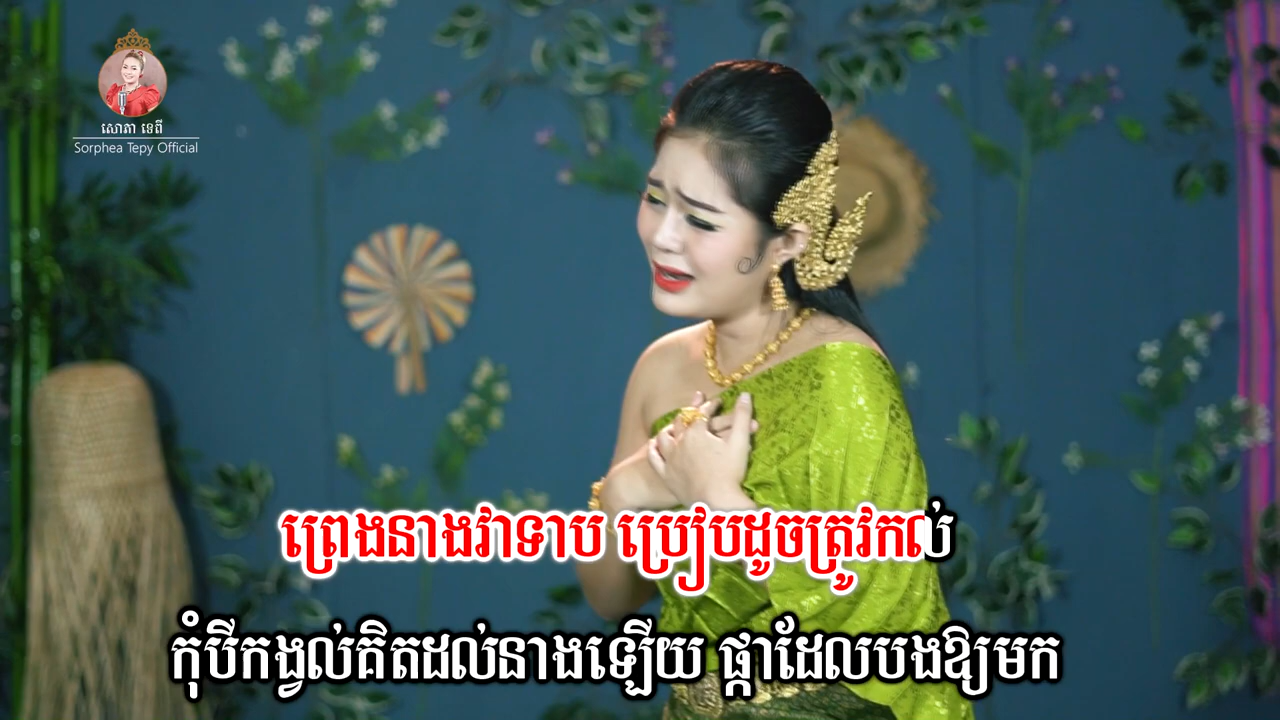 សោភា ទេពី
Sorphea Tepy Official
ព្រេងនាងវាទាប ប្រៀបដូចត្រូវកល់
កុំបីកង្វល់គិតដល់នាងឡើយ ផ្កាដែលបងឱ្យមក